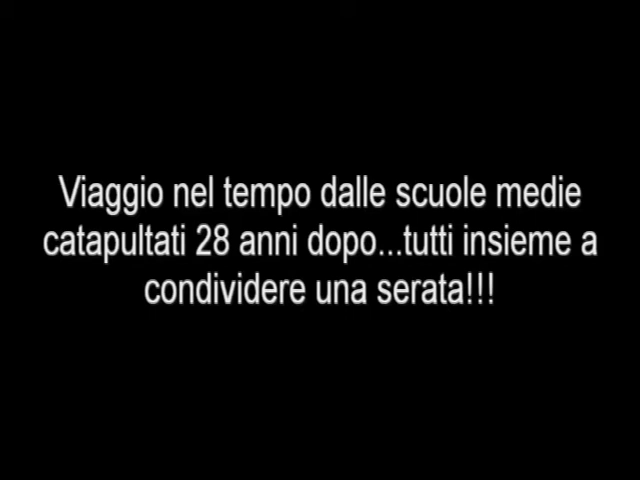 Viaggio nel tempo dalle scuole medie
catapultati 28 anni dopo...tutti insieme a
condividere una serata!!!